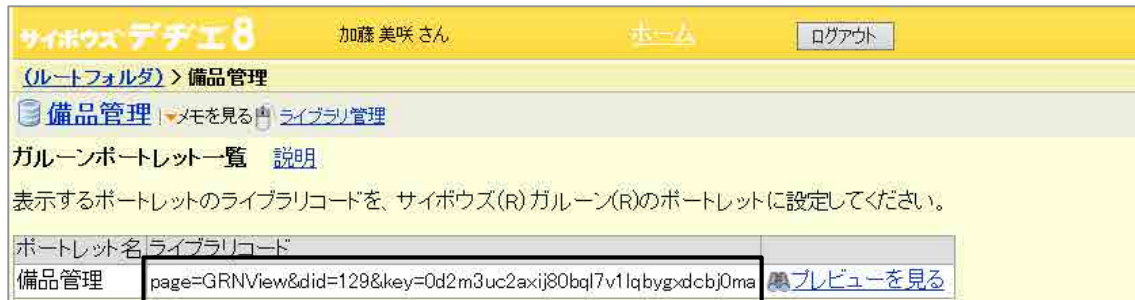 サイボウズ デヂエ8 加藤 美咲 さん ホーム ログアウト
(ルートフォルダ) > 備品管理
備品管理 メモを見る ライブラリ管理
ガルーンポートレット一覧 説明
表示するポートレットのライブラリコードを、サイボウズ(R) ガルーン(R)のポートレットに設定してください。
ポートレット名 ライブラリコード
備品管理 page=GRNView&did=129&key=0d2m3uc2axij80bql7v1lqbygxdcbj0ma プレビューを見る